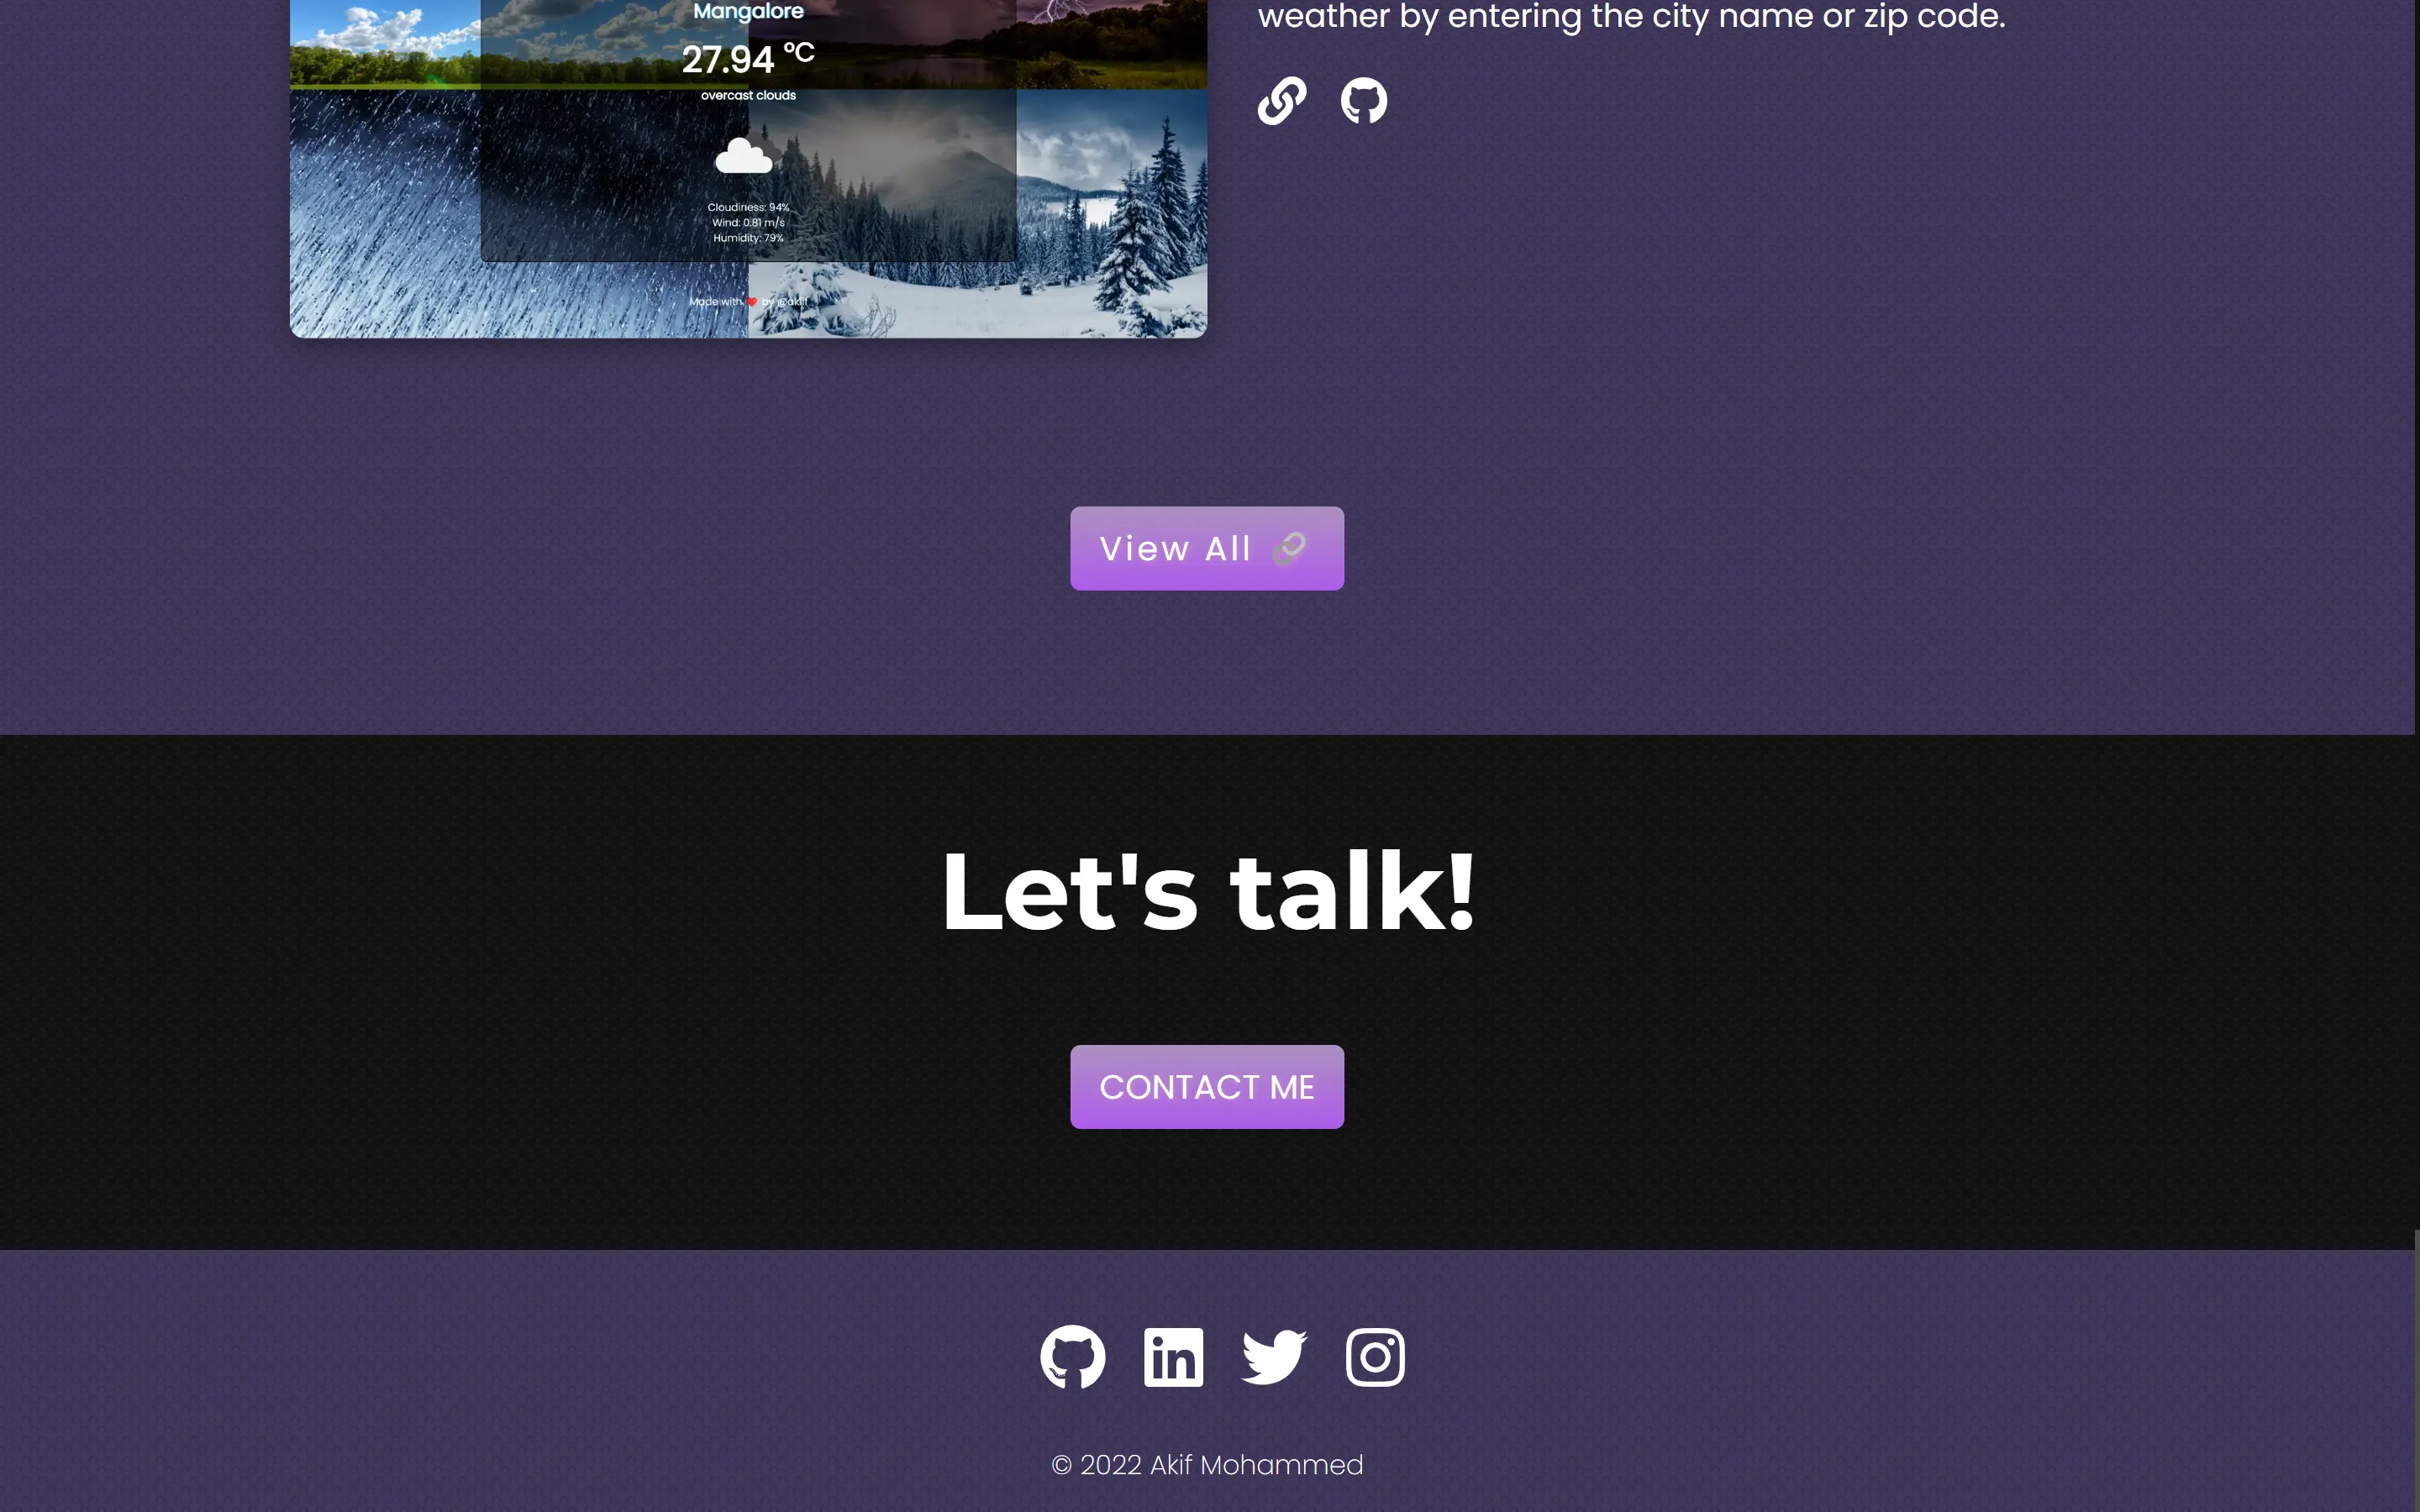 Mangalore
27.94 °C
overcast clouds
Cloudiness: 94%
Wind: 0.81 m/s
Humidity: 79%
Made with ❤️ by @akiif
weather by entering the city name or zip code.
View All 🔗
Let's talk!
CONTACT ME
© 2022 Akif Mohammed